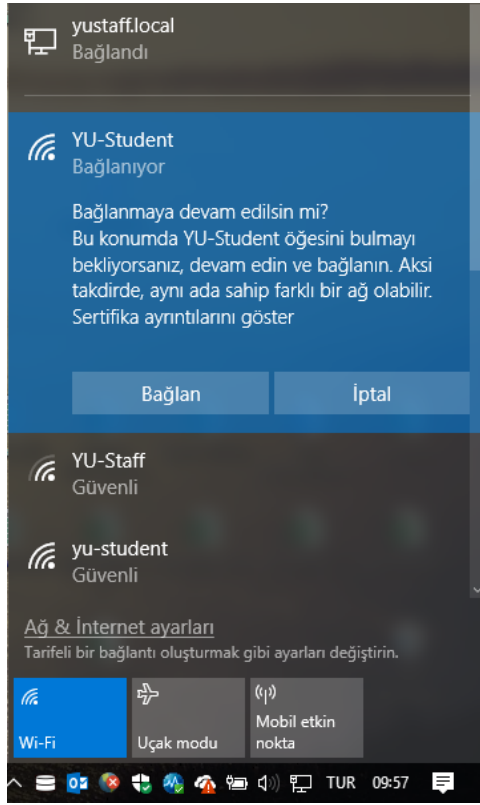 yustaff.local
Bağlandı
YU-Student
Bağlanıyor
Bağlanmaya devam edilsin mi?
Bu konumda YU-Student öğesini bulmayı
bekliyorsanız, devam edin ve bağlanın. Aksi
takdirde, aynı ada sahip farklı bir ağ olabilir.
Sertifika ayrıntılarını göster
Bağlan İptal
YU-Staff
Güvenli
yu-student
Güvenli
Ağ & İnternet ayarları
Tarifeli bir bağlantı oluşturmak gibi ayarları değiştirin.
Wi-Fi Uçak modu Mobil etkin
nokta
TUR 09:57